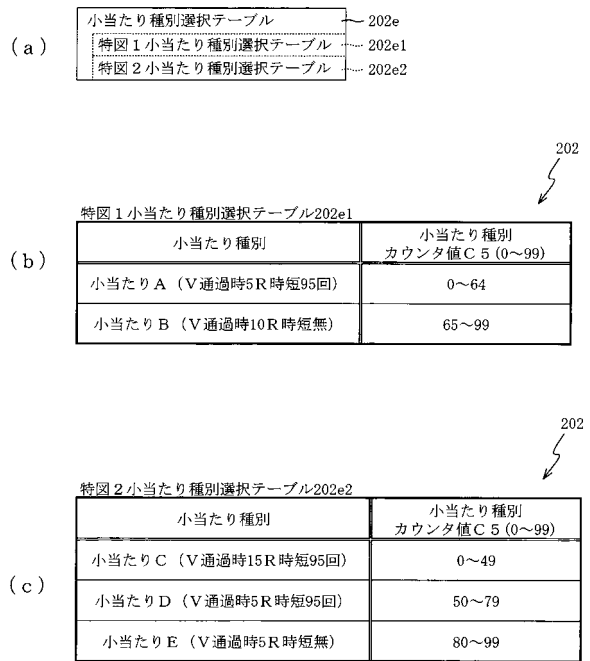 (a)
小当たり種別選択テーブル 202e
特図1小当たり種別選択テーブル 202e1
特図2小当たり種別選択テーブル 202e2
202
(b)
特図1小当たり種別選択テーブル202e1
小当たり種別 小当たり種別
カウンタ値C5(0～99)
小当たりA (V通過時5R時短95回) 0～64
小当たりB (V通過時10R時短無) 65～99
202
(c)
特図2小当たり種別選択テーブル202e2
小当たり種別 小当たり種別
カウンタ値C5(0～99)
小当たりC (V通過時15R時短95回) 0～49
小当たりD (V通過時5R時短95回) 50～79
小当たりE (V通過時5R時短無) 80～99